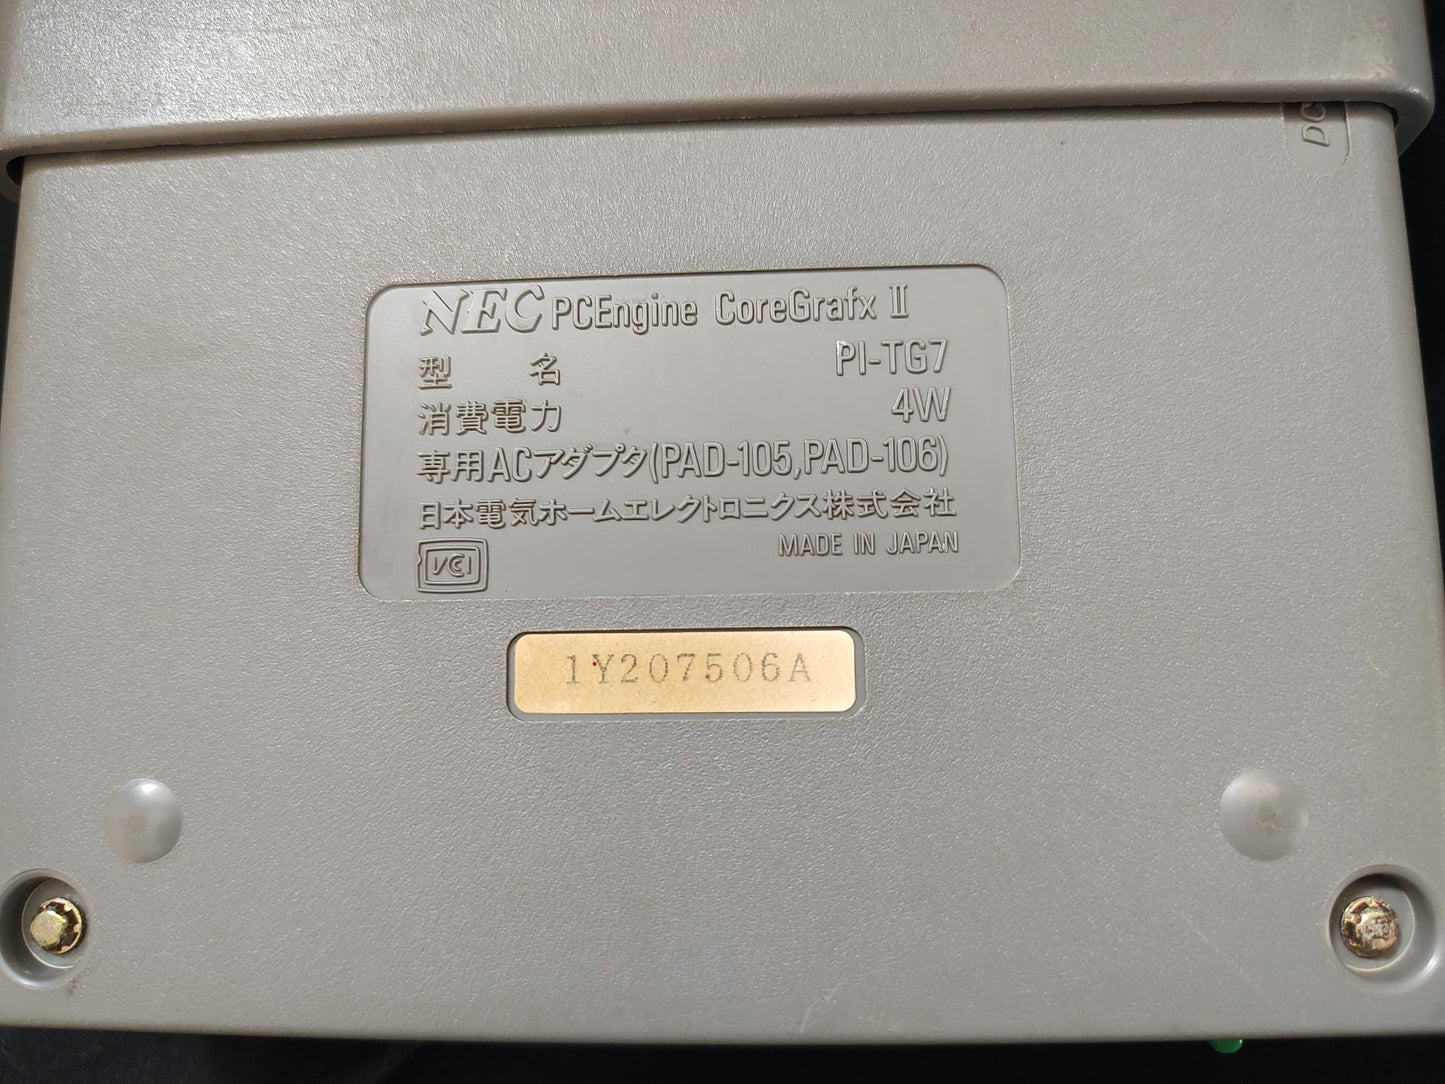 DC
NEC PCEngine CoreGrafx II
型 名 PI-TG7
消費電力 4W
専用ACアダプタ(PAD-105,PAD-106)
日本電気ホームエレクトロニクス株式会社
VCI MADE IN JAPAN
1Y207506A